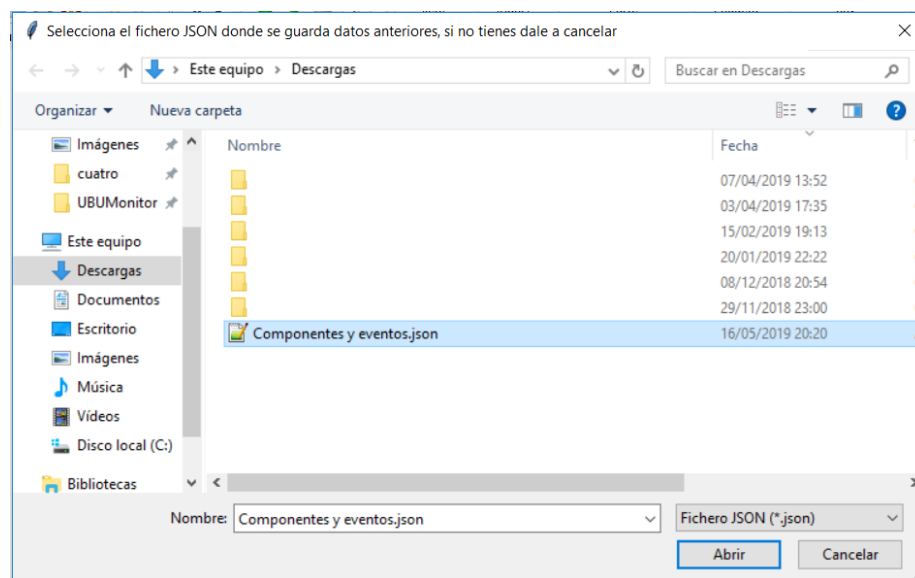 Selecciona el fichero JSON donde se guarda datos anteriores, si no tienes dale a cancelar
Este equipo > Descargas
Buscar en Descargas
Organizar
Nueva carpeta
Imágenes
cuatro
UBUMonitor
Este equipo
Descargas
Documentos
Escritorio
Imágenes
Música
Vídeos
Disco local (C:)
Bibliotecas
Nombre
Fecha
07/04/2019 13:52
03/04/2019 17:35
15/02/2019 19:13
20/01/2019 22:22
08/12/2018 20:54
29/11/2018 23:00
Componentes y eventos.json
16/05/2019 20:20
Nombre: Componentes y eventos.json
Fichero JSON (*.json)
Abrir
Cancelar